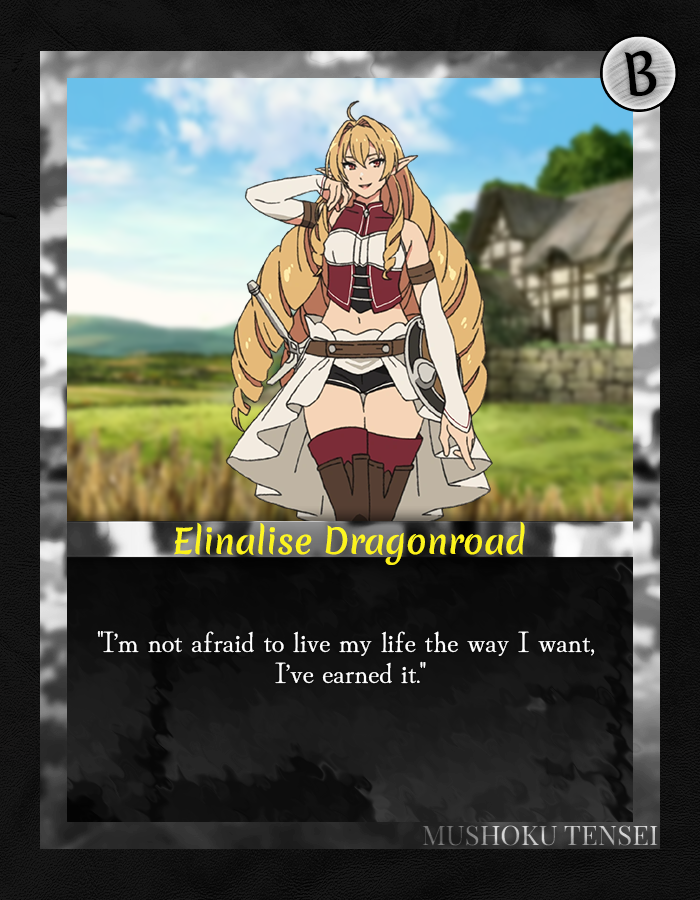 B
Elinalise Dragonroad
"I'm not afraid to live my life the way I want,
I've earned it."
MUSHOKU TENSEI